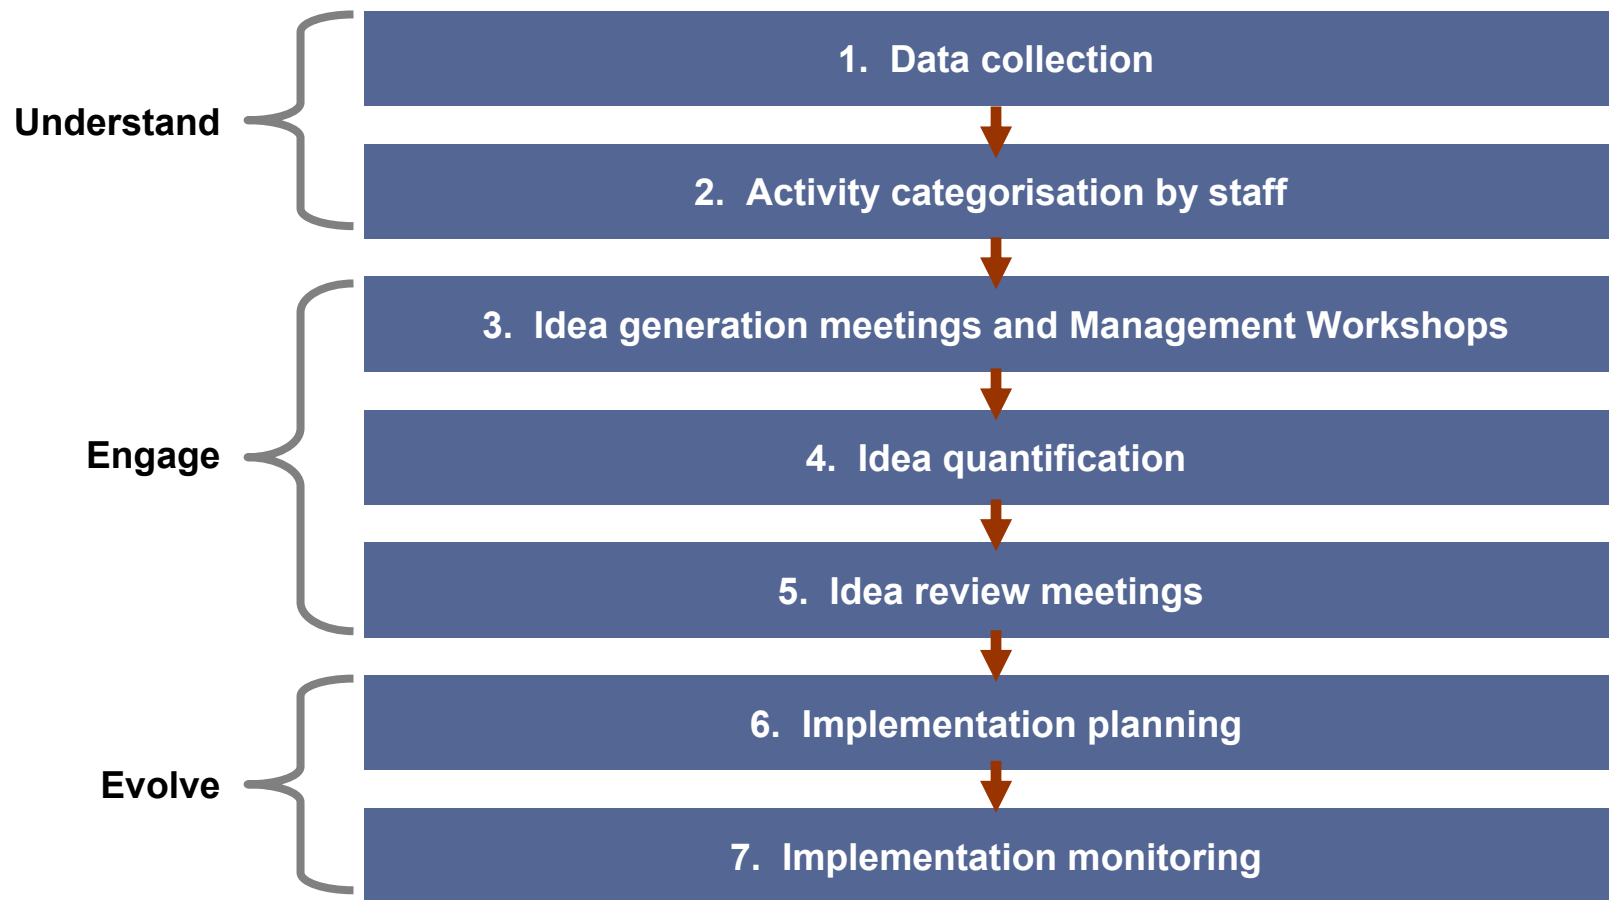 Understand
1. Data collection
2. Activity categorisation by staff
Engage
3. Idea generation meetings and Management Workshops
4. Idea quantification
5. Idea review meetings
Evolve
6. Implementation planning
7. Implementation monitoring